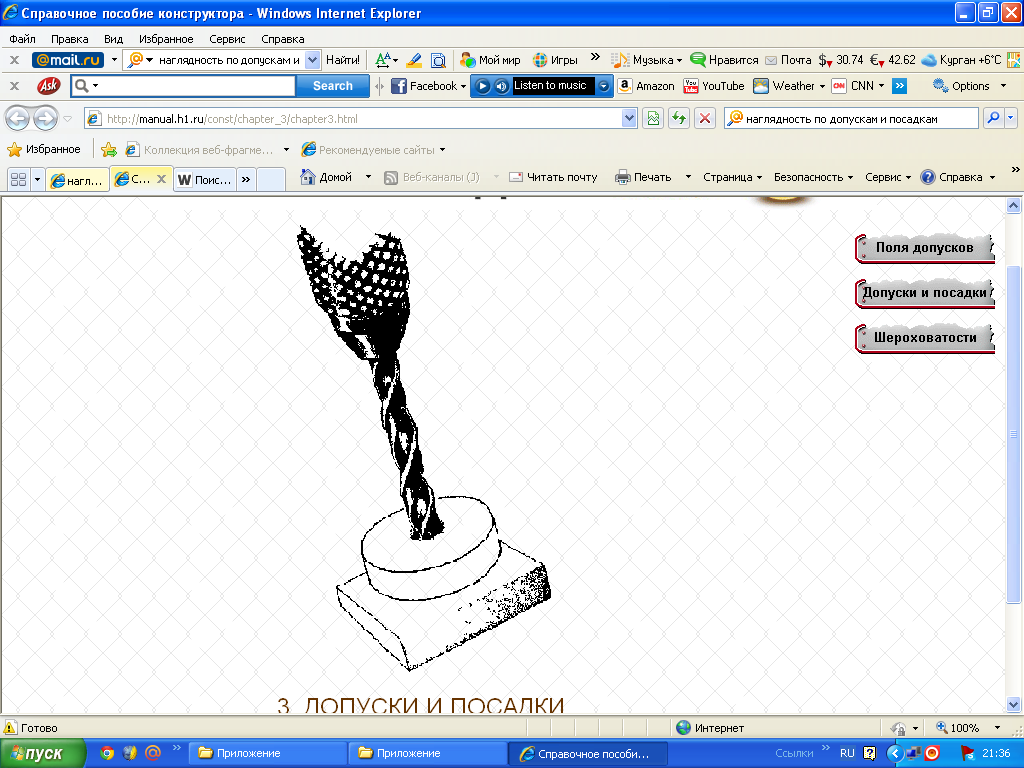 Справочное пособие конструктора - Windows Internet Explorer
Файл Правка Вид Избранное Сервис Справка
@mail.ru наглядность по допускам и Найти! Мой мир Игры » Музыка Нравится Почта $ 30.74 € 42.62 Курган +6°C
Ask Search Facebook Listen to music Amazon YouTube Weather CNN » Options
http://manual.h1.ru/const/chapter_3/chapter3.html наглядность по допускам и посадкам
Избранное Коллекция веб-фрагме... Рекомендуемые сайты
нагл... С... X W Поис... » Домой Веб-каналы (J) Читать почту Печать Страница Безопасность Сервис Справка »
Поля допусков
Допуски и посадки
Шероховатости
3. ДОПУСКИ И ПОСАДКИ
Готово Интернет 100%
пуск » Приложение Приложение Справочное пособи... Ссылки » RU 21:36